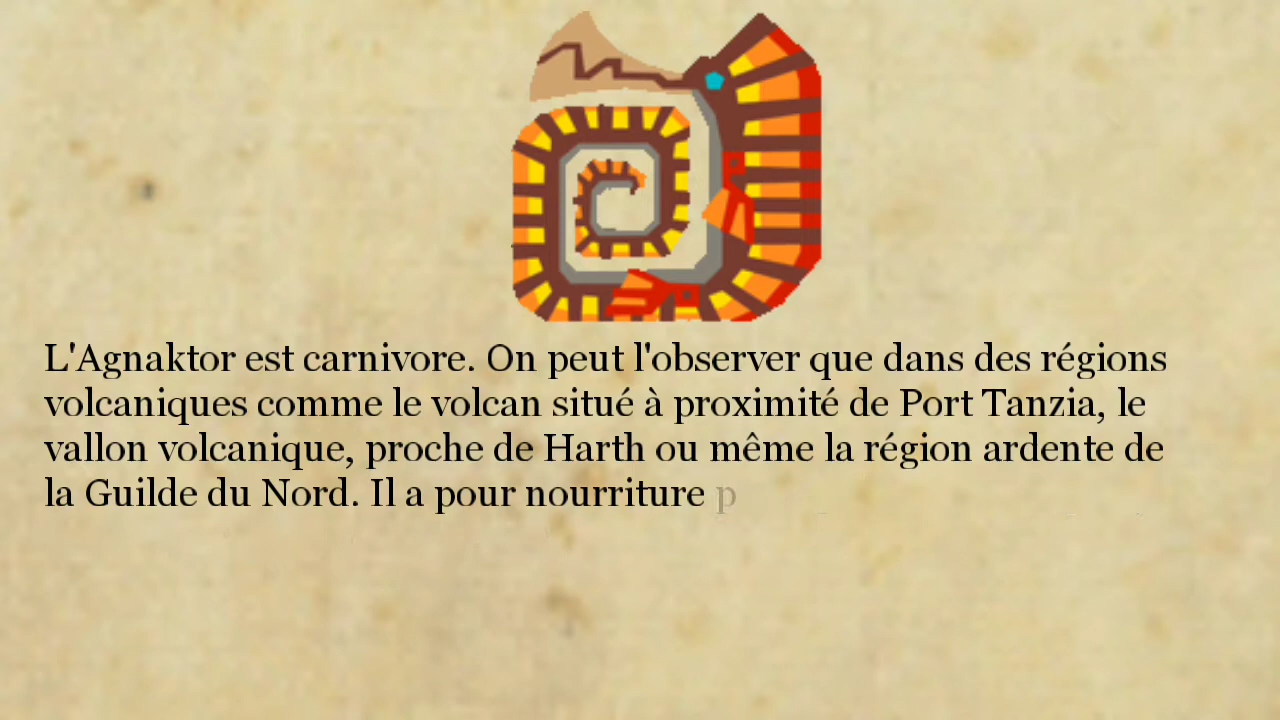 L'Agnaktor est carnivore. On peut l'observer que dans des régions
volcaniques comme le volcan situé à proximité de Port Tanzia, le
vallon volcanique, proche de Harth ou même la région ardente de
la Guilde du Nord. Il a pour nourriture p